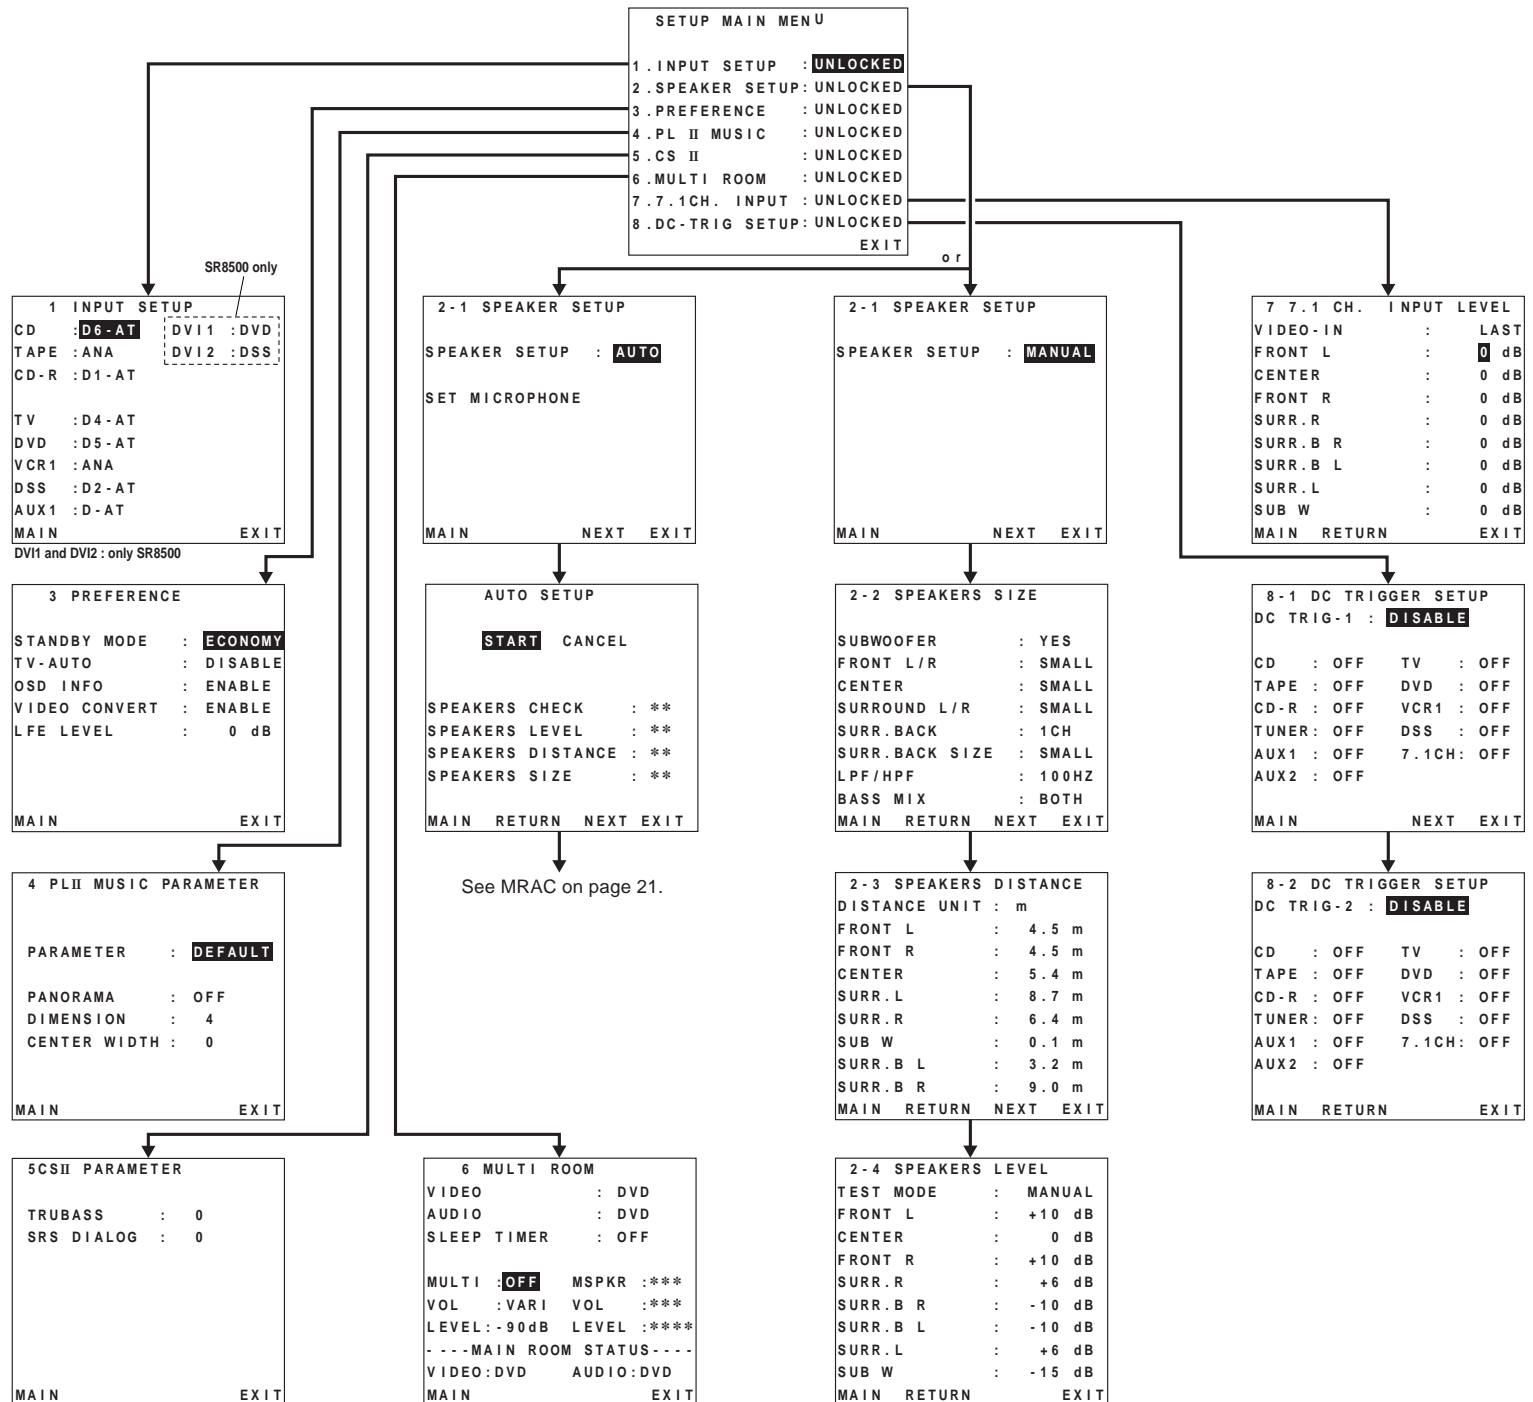 SETUP MAIN MENU
1.INPUT SETUP : UNLOCKED
2.SPEAKER SETUP: UNLOCKED
3.PREFERENCE : UNLOCKED
4.PL II MUSIC : UNLOCKED
5.CS II : UNLOCKED
6.MULTI ROOM : UNLOCKED
7.7.1CH. INPUT : UNLOCKED
8.DC-TRIG SETUP: UNLOCKED
EXIT
or
SR8500 only
1 INPUT SETUP
CD :D6-AT DVI1 :DVD
TAPE :ANA DVI2 :DSS
CD-R :D1-AT
TV :D4-AT
DVD :D5-AT
VCR1 :ANA
DSS :D2-AT
AUX1 :D-AT
MAIN EXIT
DVI1 and DVI2 : only SR8500
2-1 SPEAKER SETUP
SPEAKER SETUP : AUTO
SET MICROPHONE
MAIN NEXT EXIT
2-1 SPEAKER SETUP
SPEAKER SETUP : MANUAL
MAIN NEXT EXIT
7 7.1 CH. INPUT LEVEL
VIDEO-IN : LAST
FRONT L : 0 dB
CENTER : 0 dB
FRONT R : 0 dB
SURR.R : 0 dB
SURR.B R : 0 dB
SURR.B L : 0 dB
SURR.L : 0 dB
SUB W : 0 dB
MAIN RETURN EXIT
3 PREFERENCE
STANDBY MODE : ECONOMY
TV-AUTO : DISABLE
OSD INFO : ENABLE
VIDEO CONVERT : ENABLE
LFE LEVEL : 0 dB
MAIN EXIT
AUTO SETUP
START CANCEL
SPEAKERS CHECK : **
SPEAKERS LEVEL : **
SPEAKERS DISTANCE : **
SPEAKERS SIZE : **
MAIN RETURN NEXT EXIT
See MRAC on page 21.
2-2 SPEAKERS SIZE
SUBWOOFER : YES
FRONT L/R : SMALL
CENTER : SMALL
SURROUND L/R : SMALL
SURR.BACK : 1CH
SURR.BACK SIZE : SMALL
LPF/HPF : 100HZ
BASS MIX : BOTH
MAIN RETURN NEXT EXIT
8-1 DC TRIGGER SETUP
DC TRIG-1 : DISABLE
CD : OFF TV : OFF
TAPE : OFF DVD : OFF
CD-R : OFF VCR1 : OFF
TUNER: OFF DSS : OFF
AUX1 : OFF 7.1CH: OFF
AUX2 : OFF
MAIN NEXT EXIT
4 PLII MUSIC PARAMETER
PARAMETER : DEFAULT
PANORAMA : OFF
DIMENSION : 4
CENTER WIDTH : 0
MAIN EXIT
2-3 SPEAKERS DISTANCE
DISTANCE UNIT : m
FRONT L : 4.5 m
FRONT R : 4.5 m
CENTER : 5.4 m
SURR.L : 8.7 m
SURR.R : 6.4 m
SUB W : 0.1 m
SURR.B L : 3.2 m
SURR.B R : 9.0 m
MAIN RETURN NEXT EXIT
8-2 DC TRIGGER SETUP
DC TRIG-2 : DISABLE
CD : OFF TV : OFF
TAPE : OFF DVD : OFF
CD-R : OFF VCR1 : OFF
TUNER: OFF DSS : OFF
AUX1 : OFF 7.1CH: OFF
AUX2 : OFF
MAIN RETURN EXIT
5CSII PARAMETER
TRUBASS : 0
SRS DIALOG : 0
MAIN EXIT
6 MULTI ROOM
VIDEO : DVD
AUDIO : DVD
SLEEP TIMER : OFF
MULTI :OFF MSPKR :***
VOL :VARI VOL :***
LEVEL:-90dB LEVEL :****
----MAIN ROOM STATUS----
VIDEO:DVD AUDIO:DVD
MAIN EXIT
2-4 SPEAKERS LEVEL
TEST MODE : MANUAL
FRONT L : +10 dB
CENTER : 0 dB
FRONT R : +10 dB
SURR.R : +6 dB
SURR.B R : -10 dB
SURR.B L : -10 dB
SURR.L : +6 dB
SUB W : -15 dB
MAIN RETURN EXIT